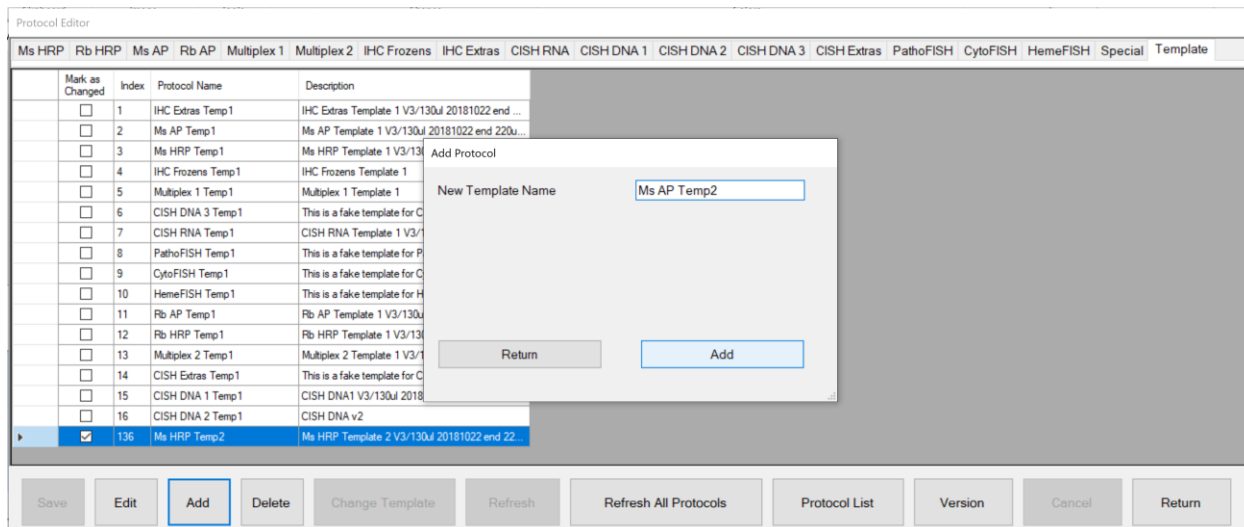 Protocol Editor
Ms HRP Rb HRP Ms AP Rb AP Multiplex 1 Multiplex 2 IHC Frozens IHC Extras CISH RNA CISH DNA 1 CISH DNA 2 CISH DNA 3 CISH Extras PathoFISH CytoFISH HemeFISH Special Template
Mark as
Changed Index Protocol Name Description
1 IHC Extras Temp1 IHC Extras Template 1 V3/130ul 20181022 end ...
2 Ms AP Temp1 Ms AP Template 1 V3/130ul 20181022 end 220u...
3 Ms HRP Temp1 Ms HRP Template 1 V3/130
4 IHC Frozens Temp1 IHC Frozens Template 1
5 Multiplex 1 Temp1 Multiplex 1 Template 1
6 CISH DNA 3 Temp1 This is a fake template for C
7 CISH RNA Temp1 CISH RNA Template 1 V3/1
8 PathoFISH Temp1 This is a fake template for P
9 CytoFISH Temp1 This is a fake template for C
10 HemeFISH Temp1 This is a fake template for H
11 Rb AP Temp1 Rb AP Template 1 V3/130u
12 Rb HRP Temp1 Rb HRP Template 1 V3/130
13 Multiplex 2 Temp1 Multiplex 2 Template 1 V3/1
14 CISH Extras Temp1 This is a fake template for C
15 CISH DNA 1 Temp1 CISH DNA1 V3/130ul 2018
16 CISH DNA 2 Temp1 CISH DNA v2
136 Ms HRP Temp2 Ms HRP Template 2 V3/130ul 20181022 end 22...
Add Protocol
New Template Name Ms AP Temp2
Return Add
Save Edit Add Delete Change Template Refresh Refresh All Protocols Protocol List Version Cancel Return